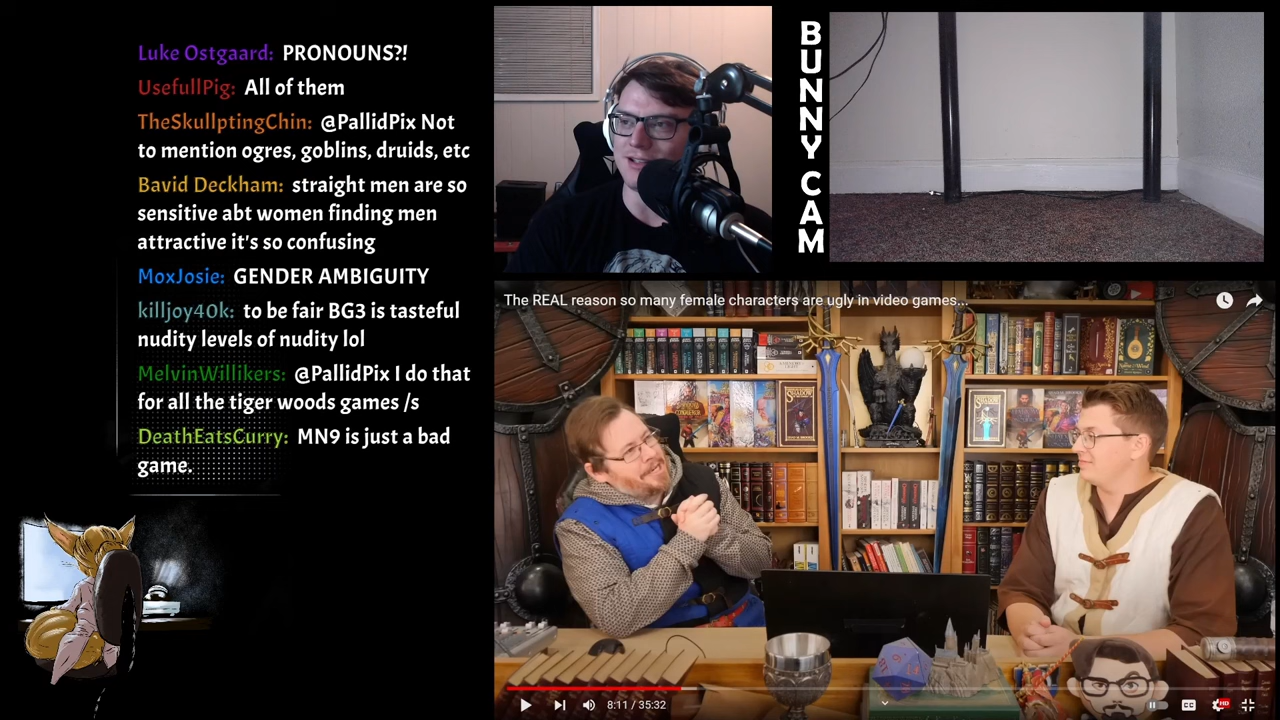 Luke Ostgaard: PRONOUNS?!
UsefullPig: All of them
TheSkullptingChin: @PallidPix Not
to mention ogres, goblins, druids, etc
Bavid Deckham: straight men are so
sensitive abt women finding men
attractive it's so confusing
MoxJosie: GENDER AMBIGUITY
killjoy40k: to be fair BG3 is tasteful
nudity levels of nudity lol
MelvinWillikers: @PallidPix I do that
for all the tiger woods games /s
DeathEatsCurry: MN9 is just a bad
game.
BUNNY CAM
The REAL reason so many female characters are ugly in video games...
SHADOW
8:11 / 35:32
CC
HD